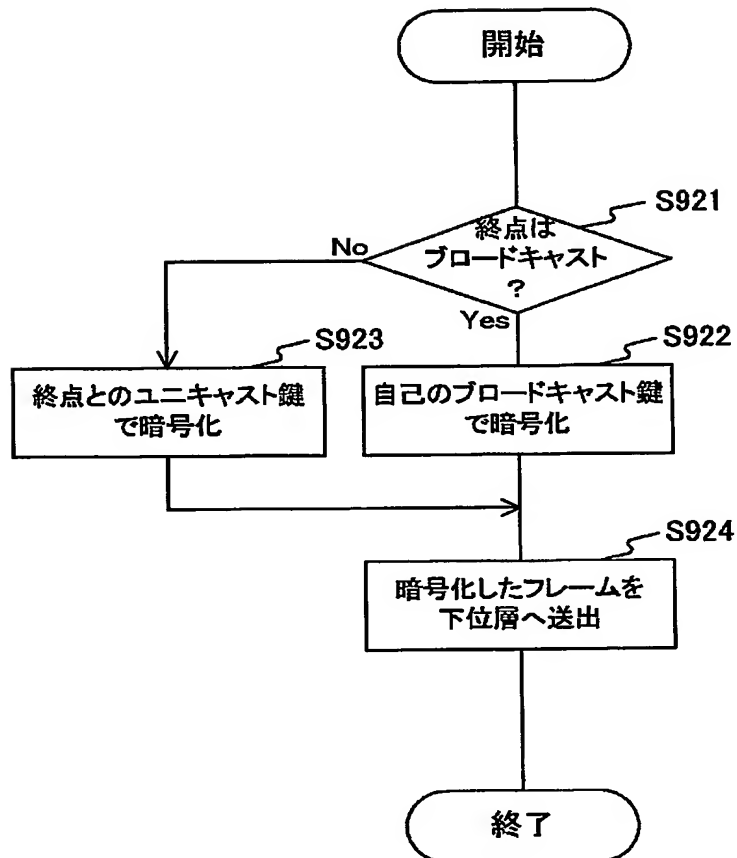 開始
S921
終点は
ブロードキャスト
?
No
Yes
S923
S922
終点とのユニキャスト鍵
で暗号化
自己のブロードキャスト鍵
で暗号化
S924
暗号化したフレームを
下位層へ送出
終了